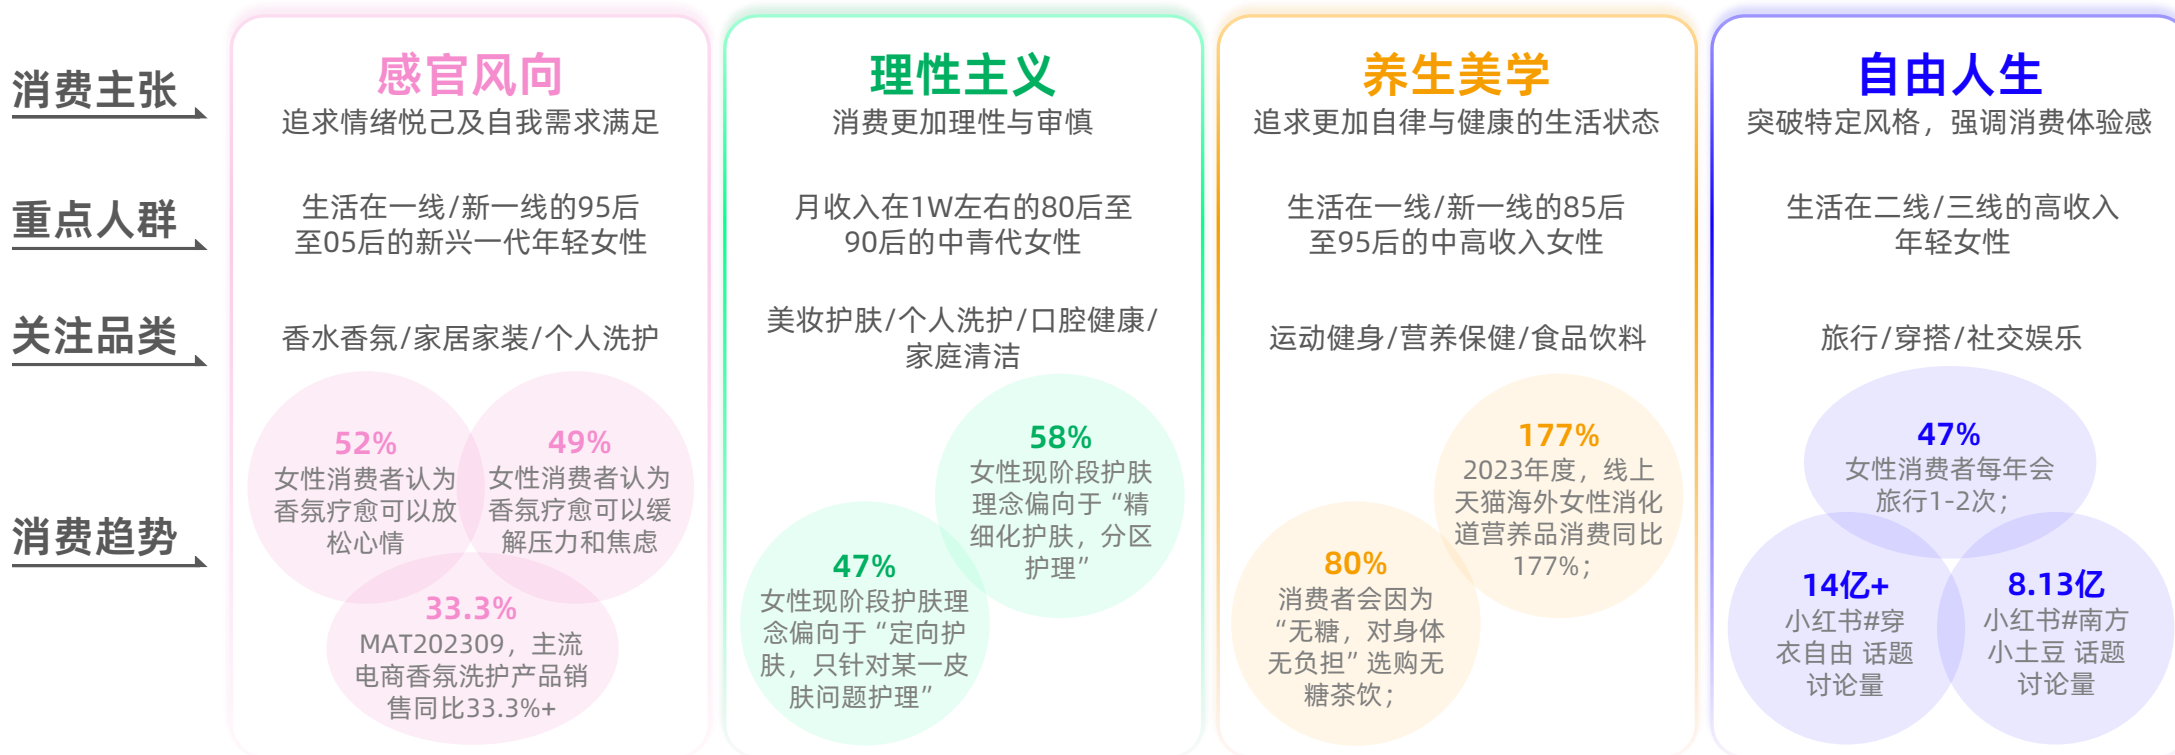 消费主张
感官风向
追求情绪悦己及自我需求满足
理性主义
消费更加理性与审慎
养生美学
追求更加自律与健康的生活状态
自由人生
突破特定风格，强调消费体验感
重点人群
生活在一线/新一线的95后
至05后的新兴一代年轻女性
月收入在1W左右的80后至
90后的中青代女性
生活在一线/新一线的85后
至95后的中高收入女性
生活在二线/三线的高收入
年轻女性
关注品类
香水香氛/家居家装/个人洗护
美妆护肤/个人洗护/口腔健康/
家庭清洁
运动健身/营养保健/食品饮料
旅行/穿搭/社交娱乐
消费趋势
52%
女性消费者认为
香氛疗愈可以放
松心情
49%
女性消费者认为
香氛疗愈可以缓
解压力和焦虑
33.3%
MAT202309，主流
电商香氛洗护产品销
售同比33.3%+
58%
女性现阶段护肤
理念偏向于“精
细化护肤，分区
护理”
47%
女性现阶段护肤理
念偏向于“定向护
肤，只针对某一皮
肤问题护理”
177%
2023年度，线上
天猫海外女性消化
道营养品消费同比
177%；
80%
消费者会因为
“无糖，对身体
无负担”选购无
糖茶饮；
47%
女性消费者每年会
旅行1-2次；
14亿+
小红书#穿
衣自由 话题
讨论量
8.13亿
小红书#南方
小土豆 话题
讨论量